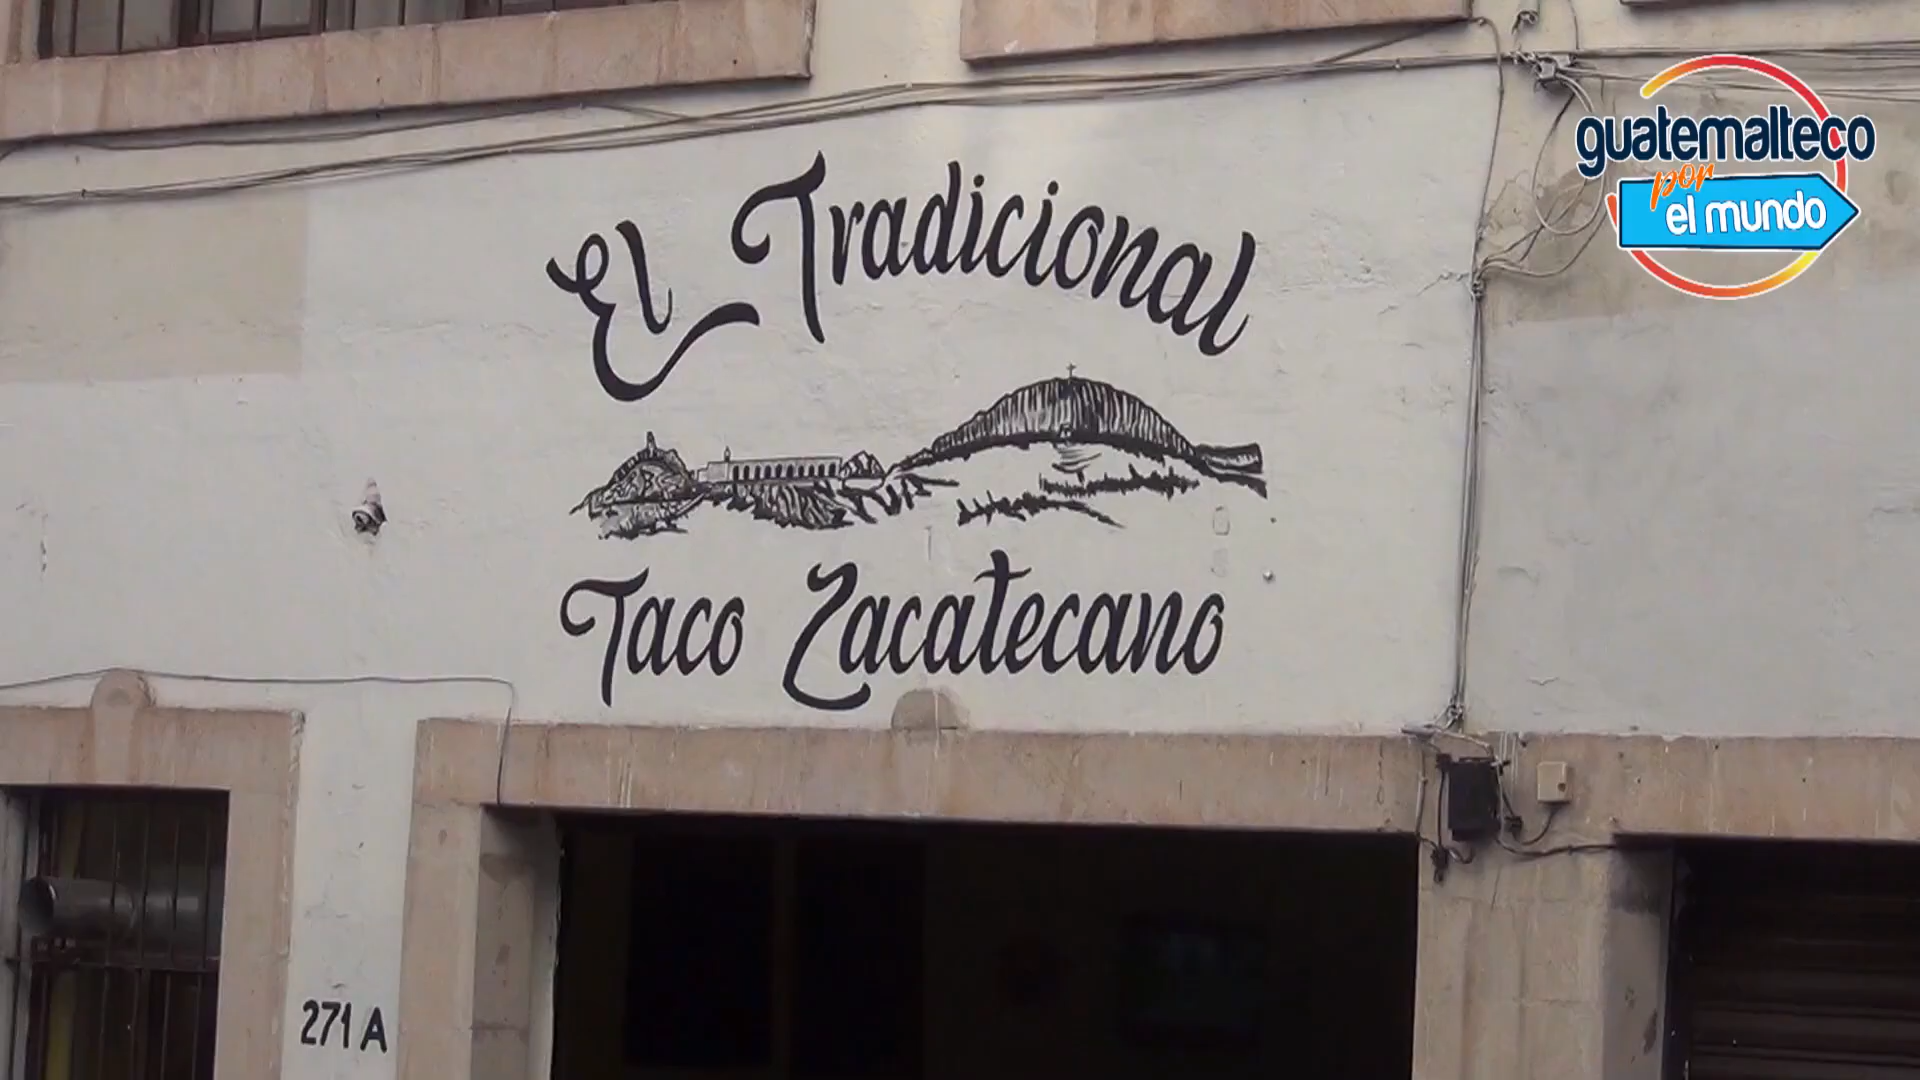 El Tradicional
Taco Zacatecano
271 A
guatemalteco
por
el mundo